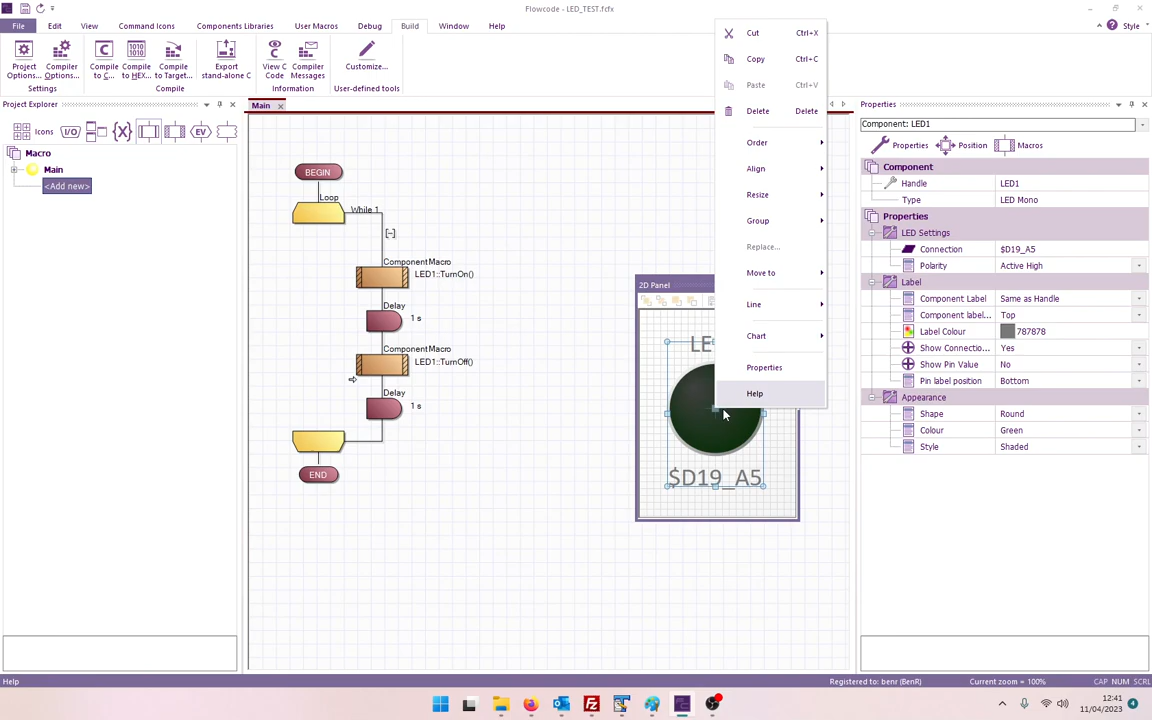 Flowcode - LED_TEST.fcfx
File Edit View Command Icons Components Libraries User Macros Debug Build Window Help Style
Project Options... Compiler Options... Compile to C... Compile to HEX... Compile to Target... Export stand-alone C View C Code Compiler Messages Customize...
Settings Compile Information User-defined tools
Project Explorer
Icons I/O {X} EV
Macro
Main
<Add new>
Main
BEGIN
Loop
While 1
[–]
Component Macro
LED1::TurnOn()
Delay
1 s
Component Macro
LED1::TurnOff()
Delay
1 s
END
2D Panel
LE
$D19_A5
Cut Ctrl+X
Copy Ctrl+C
Paste Ctrl+V
Delete Delete
Order
Align
Resize
Group
Replace...
Move to
Line
Chart
Properties
Help
Properties
Component: LED1
Properties Position Macros
Component
Handle LED1
Type LED Mono
Properties
LED Settings
Connection $D19_A5
Polarity Active High
Label
Component Label Same as Handle
Component label... Top
Label Colour 787878
Show Connectio... Yes
Show Pin Value No
Pin label position Bottom
Appearance
Shape Round
Colour Green
Style Shaded
Help Registered to: benr (BenR) Current zoom = 100% CAP NUM SCRL
12:41
11/04/2023
4